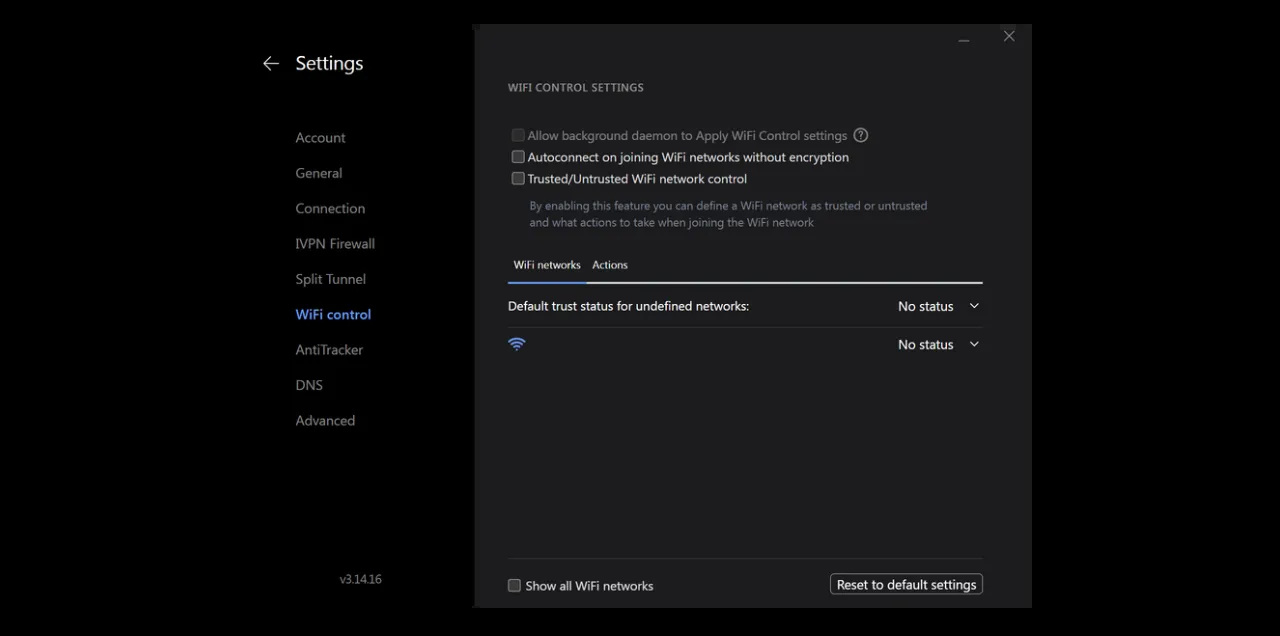 Settings
Account
General
Connection
IVPN Firewall
Split Tunnel
WiFi control
AntiTracker
DNS
Advanced
v3.14.16
WIFI CONTROL SETTINGS
Allow background daemon to Apply WiFi Control settings ?
Autoconnect on joining WiFi networks without encryption
Trusted/Untrusted WiFi network control
By enabling this feature you can define a WiFi network as trusted or untrusted
and what actions to take when joining the WiFi network
WiFi networks Actions
Default trust status for undefined networks: No status
No status
Show all WiFi networks Reset to default settings